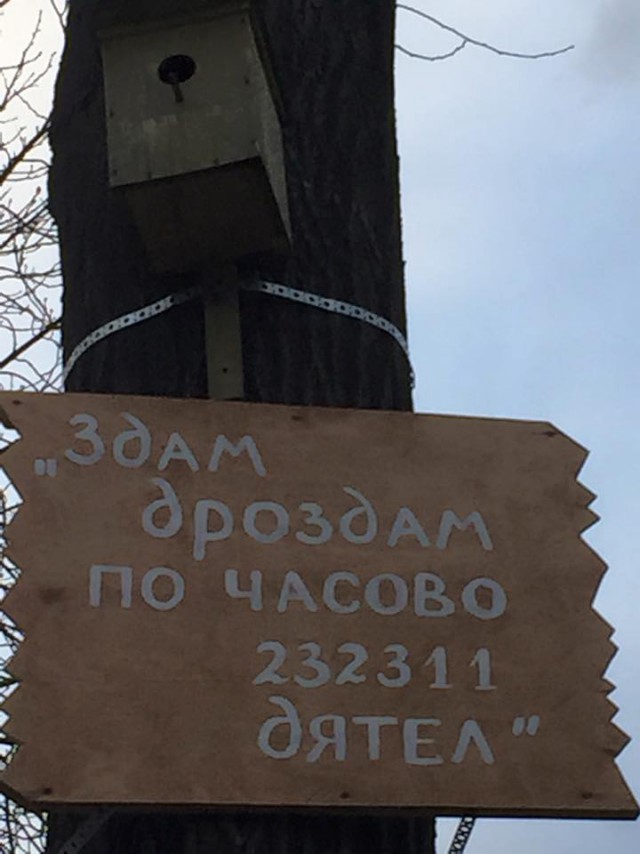 „Здам
дроздам
по часово
232311
дятел"